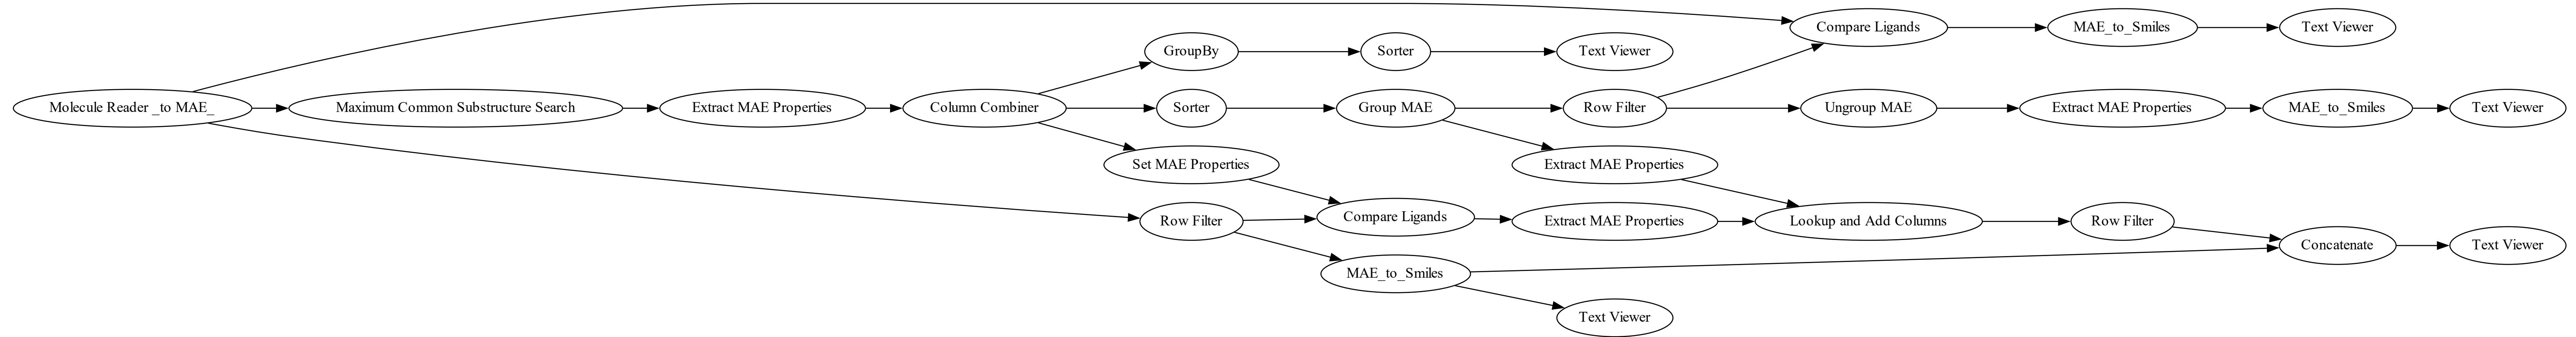 Compare Ligands
MAE_to_Smiles
Text Viewer
GroupBy
Sorter
Text Viewer
Molecule Reader _to MAE_
Maximum Common Substructure Search
Extract MAE Properties
Column Combiner
Sorter
Group MAE
Row Filter
Ungroup MAE
Extract MAE Properties
MAE_to_Smiles
Text Viewer
Set MAE Properties
Extract MAE Properties
Row Filter
Compare Ligands
Extract MAE Properties
Lookup and Add Columns
Row Filter
Concatenate
Text Viewer
MAE_to_Smiles
Text Viewer